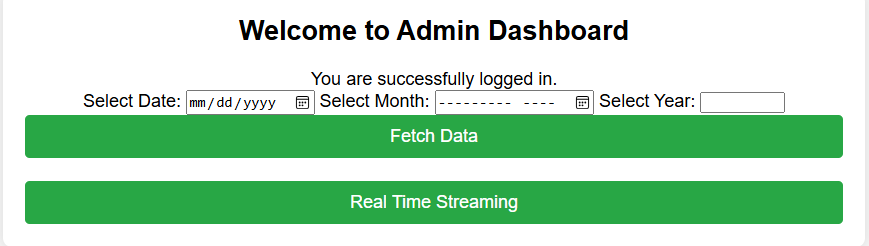 Welcome to Admin Dashboard
You are successfully logged in.
Select Date: mm/dd/yyyy Select Month: --------- ---- Select Year:
Fetch Data
Real Time Streaming